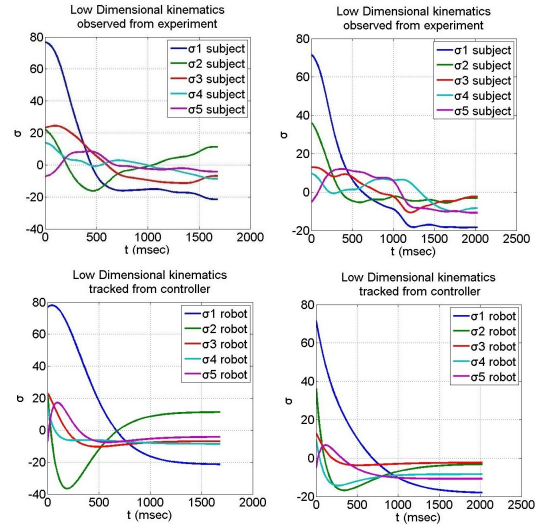 Low Dimensional kinematics
observed from experiment
80
60
40
20
0
-20
-40
σ
0
500
1000
1500
2000
t (msec)
σ1 subject
σ2 subject
σ3 subject
σ4 subject
σ5 subject
Low Dimensional kinematics
observed from experiment
80
60
40
20
0
-20
σ
0
500
1000
1500
2000
2500
t (msec)
σ1 subject
σ2 subject
σ3 subject
σ4 subject
σ5 subject
Low Dimensional kinematics
tracked from controller
80
60
40
20
0
-20
-40
σ
0
500
1000
1500
2000
t (msec)
σ1 robot
σ2 robot
σ3 robot
σ4 robot
σ5 robot
Low Dimensional kinematics
tracked from controller
80
60
40
20
0
-20
σ
0
500
1000
1500
2000
2500
t (msec)
σ1 robot
σ2 robot
σ3 robot
σ4 robot
σ5 robot